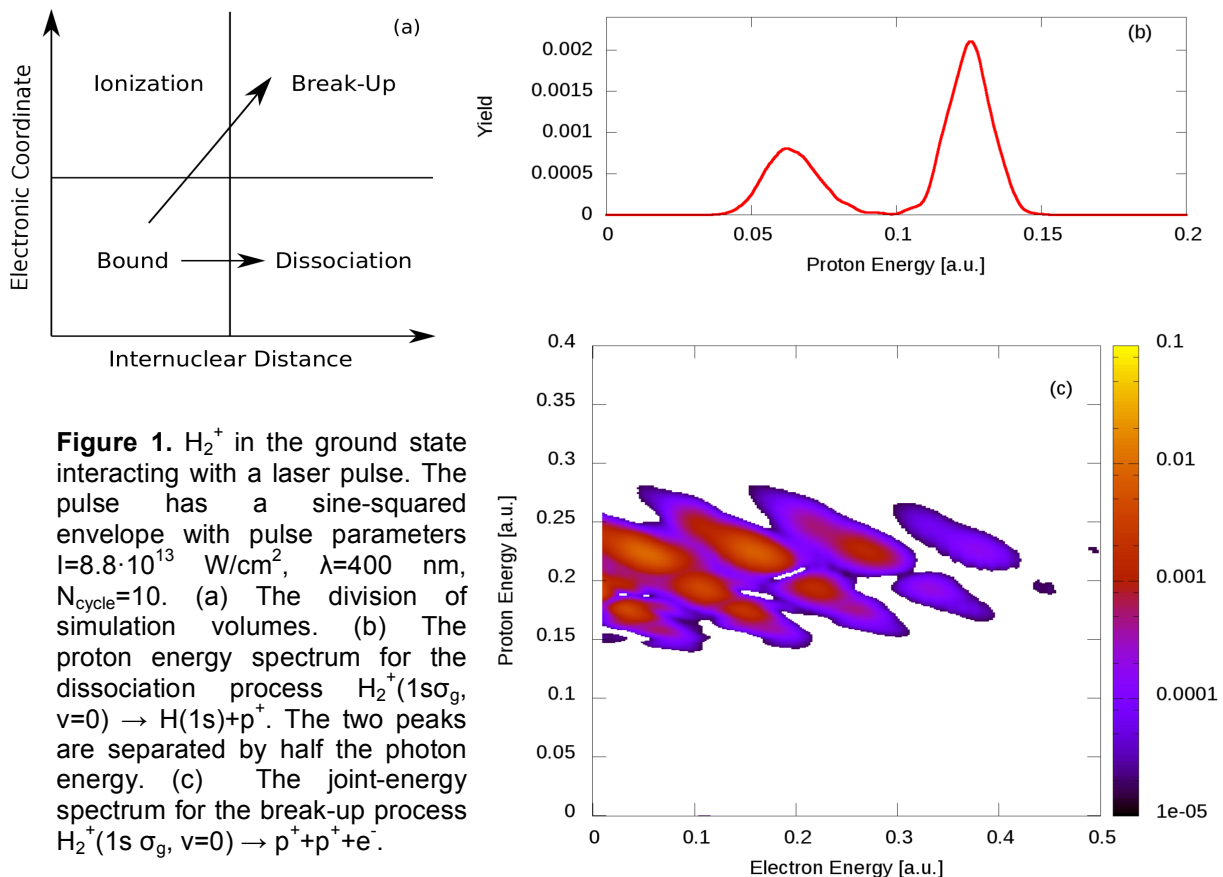 (a)
Electronic Coordinate
Ionization
Break-Up
Bound
Dissociation
Internuclear Distance
(b)
Yield
0.002
0.0015
0.001
0.0005
0
0
0.05
0.1
0.15
0.2
Proton Energy [a.u.]
Figure 1. H₂⁺ in the ground state
interacting with a laser pulse. The
pulse has a sine-squared
envelope with pulse parameters
I=8.8·10¹³ W/cm², λ=400 nm,
N_cycle=10. (a) The division of
simulation volumes. (b) The
proton energy spectrum for the
dissociation process H₂⁺(1sσ_g,
v=0) → H(1s)+p⁺. The two peaks
are separated by half the photon
energy. (c) The joint-energy
spectrum for the break-up process
H₂⁺(1s σ_g, v=0) → p⁺+p⁺+e⁻.
(c)
Proton Energy [a.u.]
0.4
0.35
0.3
0.25
0.2
0.15
0.1
0.05
0
0
0.1
0.2
0.3
0.4
0.5
Electron Energy [a.u.]
0.1
0.01
0.001
0.0001
1e-05